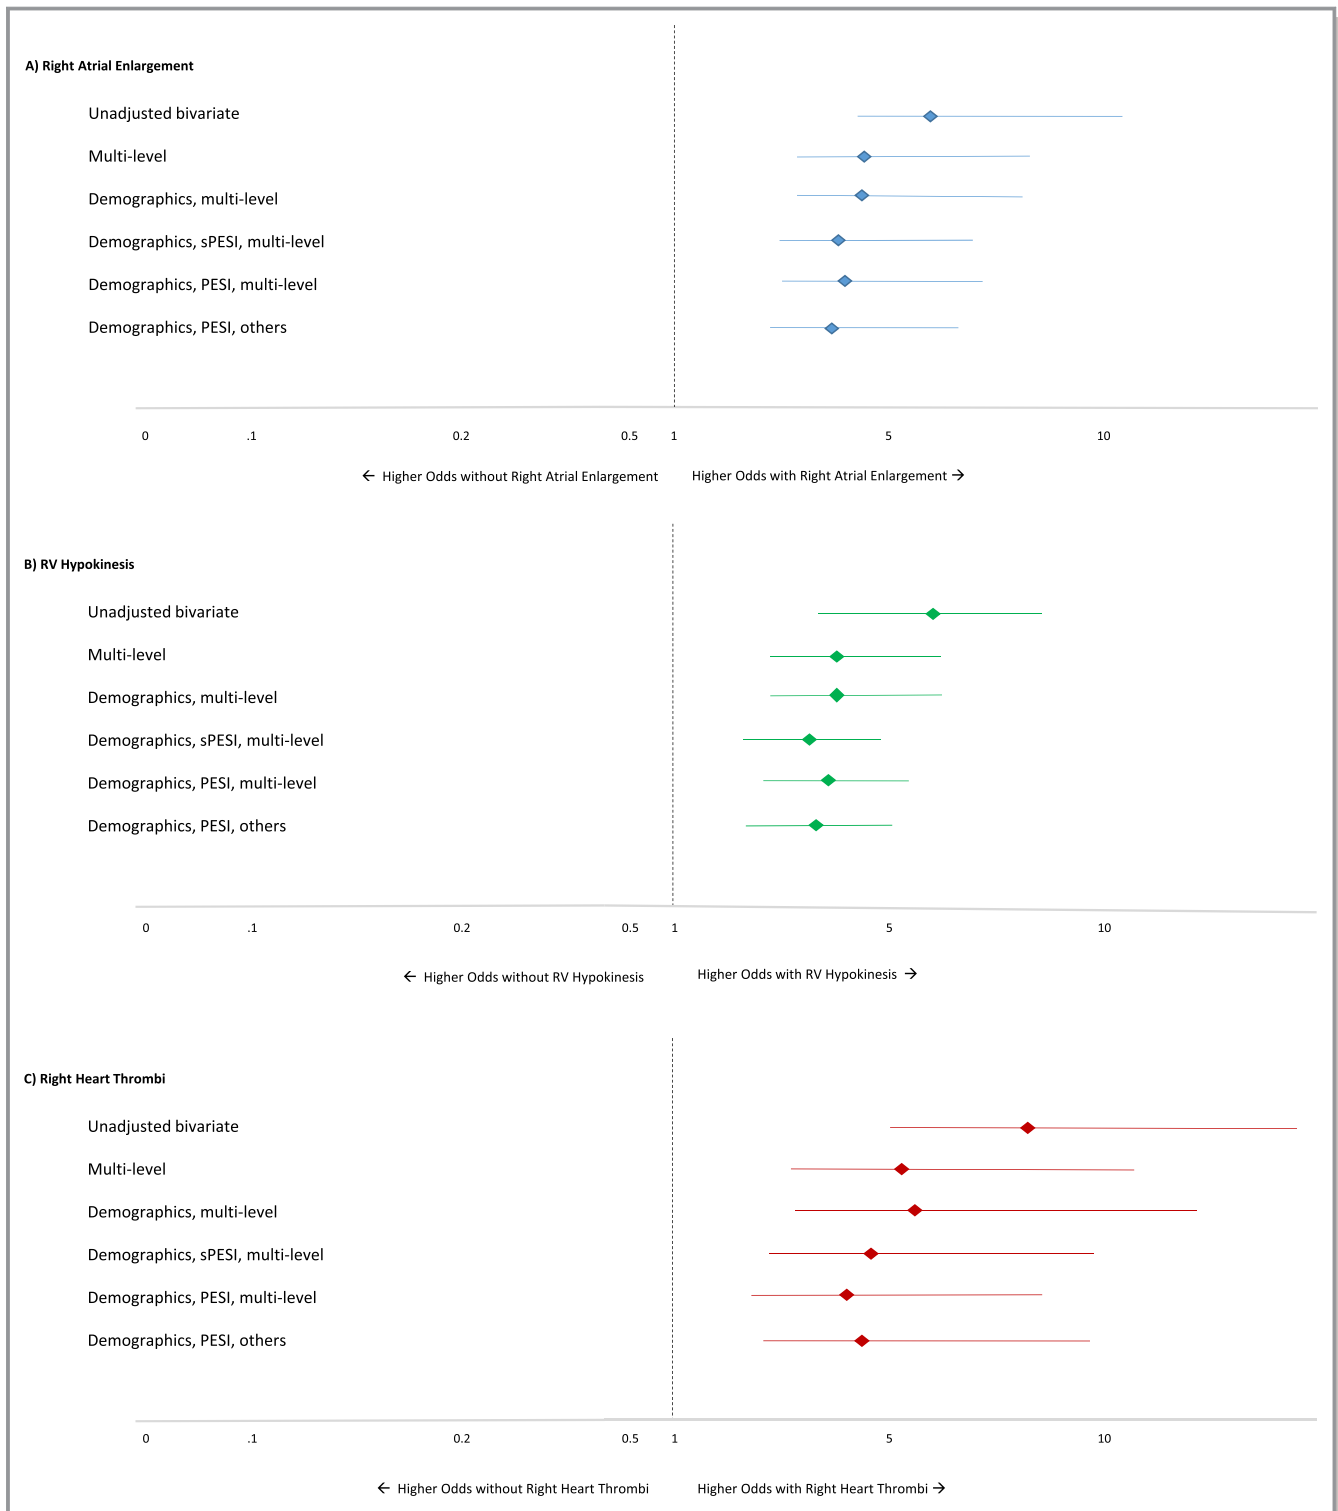 A) Right Atrial Enlargement
Unadjusted bivariate
Multi-level
Demographics, multi-level
Demographics, sPESI, multi-level
Demographics, PESI, multi-level
Demographics, PESI, others
0 .1 0.2 0.5 1 5 10
← Higher Odds without Right Atrial Enlargement Higher Odds with Right Atrial Enlargement →
B) RV Hypokinesis
Unadjusted bivariate
Multi-level
Demographics, multi-level
Demographics, sPESI, multi-level
Demographics, PESI, multi-level
Demographics, PESI, others
0 .1 0.2 0.5 1 5 10
← Higher Odds without RV Hypokinesis Higher Odds with RV Hypokinesis →
C) Right Heart Thrombi
Unadjusted bivariate
Multi-level
Demographics, multi-level
Demographics, sPESI, multi-level
Demographics, PESI, multi-level
Demographics, PESI, others
0 .1 0.2 0.5 1 5 10
← Higher Odds without Right Heart Thrombi Higher Odds with Right Heart Thrombi →